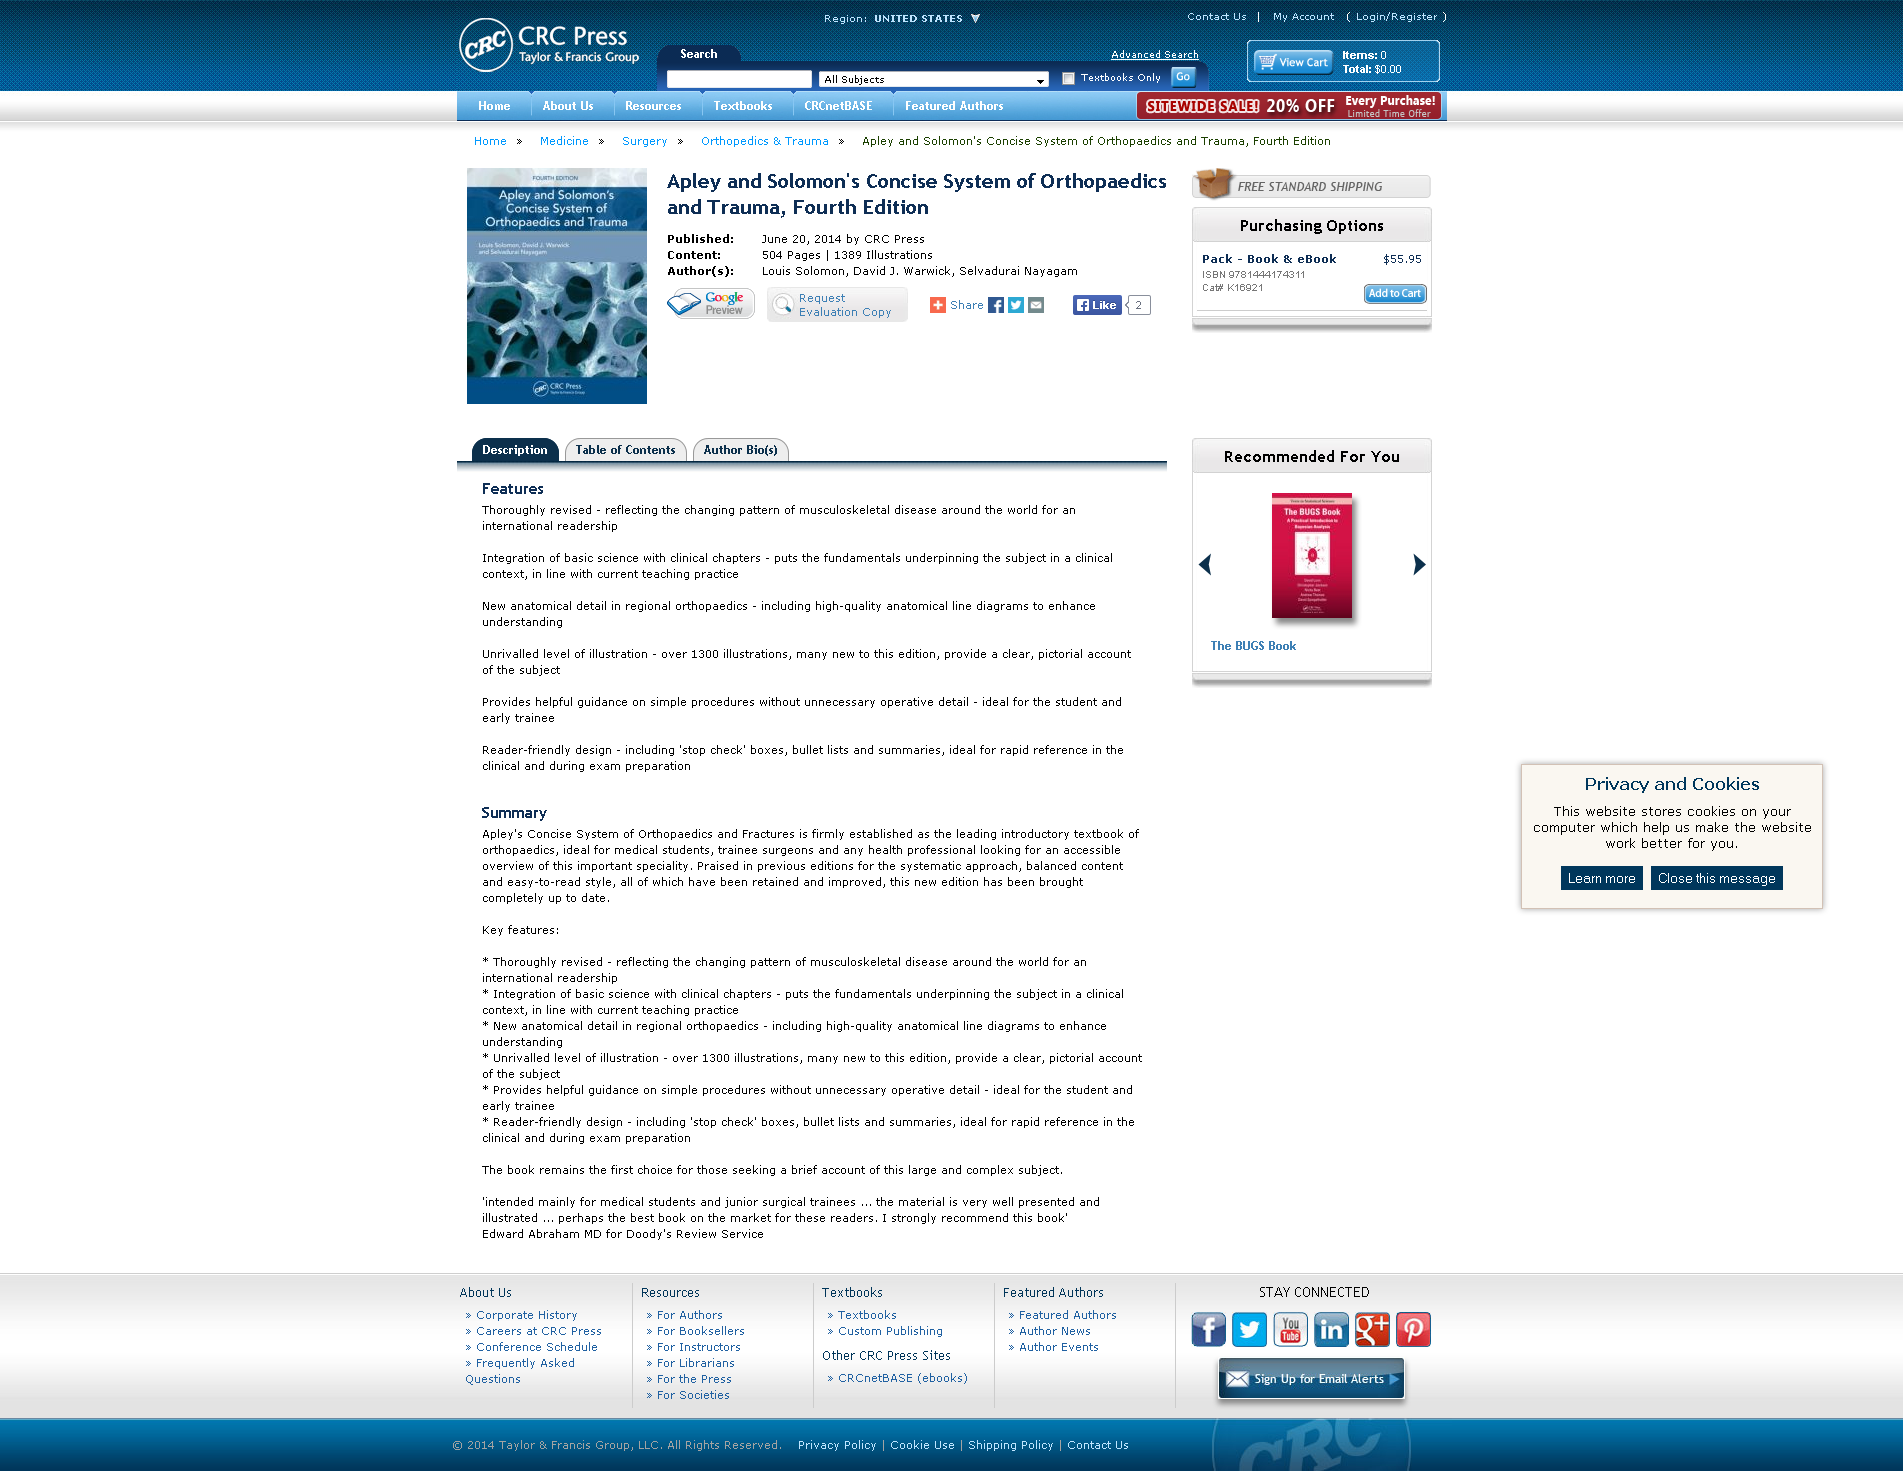 Region: UNITED STATES
Contact Us | My Account ( Login/Register )
CRC CRC Press
Taylor & Francis Group
Search
Advanced Search
All Subjects
Textbooks Only
Go
View Cart
Items: 0
Total: $0.00
Home
About Us
Resources
Textbooks
CRCnetBASE
Featured Authors
SITEWIDE SALE! 20% OFF Every Purchase!
Limited Time Offer
Home » Medicine » Surgery » Orthopedics & Trauma » Apley and Solomon's Concise System of Orthopaedics and Trauma, Fourth Edition
FOURTH EDITION
Apley and Solomon's
Concise System of
Orthopaedics and Trauma
Louis Solomon, David J. Warwick
and Selvadurai Nayagam
CRC Press
Taylor & Francis Group
Apley and Solomon's Concise System of Orthopaedics
and Trauma, Fourth Edition
Published: June 20, 2014 by CRC Press
Content: 504 Pages | 1389 Illustrations
Author(s): Louis Solomon, David J. Warwick, Selvadurai Nayagam
Google
Preview
Request
Evaluation Copy
Share
Like 2
FREE STANDARD SHIPPING
Purchasing Options
Pack - Book & eBook $55.95
ISBN 9781444174311
Cat# K16921
Add to Cart
Description
Table of Contents
Author Bio(s)
Features
Thoroughly revised - reflecting the changing pattern of musculoskeletal disease around the world for an
international readership
Integration of basic science with clinical chapters - puts the fundamentals underpinning the subject in a clinical
context, in line with current teaching practice
New anatomical detail in regional orthopaedics - including high-quality anatomical line diagrams to enhance
understanding
Unrivalled level of illustration - over 1300 illustrations, many new to this edition, provide a clear, pictorial account
of the subject
Provides helpful guidance on simple procedures without unnecessary operative detail - ideal for the student and
early trainee
Reader-friendly design - including 'stop check' boxes, bullet lists and summaries, ideal for rapid reference in the
clinical and during exam preparation
Summary
Apley's Concise System of Orthopaedics and Fractures is firmly established as the leading introductory textbook of
orthopaedics, ideal for medical students, trainee surgeons and any health professional looking for an accessible
overview of this important speciality. Praised in previous editions for the systematic approach, balanced content
and easy-to-read style, all of which have been retained and improved, this new edition has been brought
completely up to date.
Key features:
* Thoroughly revised - reflecting the changing pattern of musculoskeletal disease around the world for an
international readership
* Integration of basic science with clinical chapters - puts the fundamentals underpinning the subject in a clinical
context, in line with current teaching practice
* New anatomical detail in regional orthopaedics - including high-quality anatomical line diagrams to enhance
understanding
* Unrivalled level of illustration - over 1300 illustrations, many new to this edition, provide a clear, pictorial account
of the subject
* Provides helpful guidance on simple procedures without unnecessary operative detail - ideal for the student and
early trainee
* Reader-friendly design - including 'stop check' boxes, bullet lists and summaries, ideal for rapid reference in the
clinical and during exam preparation
The book remains the first choice for those seeking a brief account of this large and complex subject.
'intended mainly for medical students and junior surgical trainees ... the material is very well presented and
illustrated ... perhaps the best book on the market for these readers. I strongly recommend this book'
Edward Abraham MD for Doody's Review Service
Recommended For You
The BUGS Book
A Practical Introduction to
Bayesian Analysis
The BUGS Book
Privacy and Cookies
This website stores cookies on your
computer which help us make the website
work better for you.
Learn more
Close this message
About Us
» Corporate History
» Careers at CRC Press
» Conference Schedule
» Frequently Asked
Questions
Resources
» For Authors
» For Booksellers
» For Instructors
» For Librarians
» For the Press
» For Societies
Textbooks
» Textbooks
» Custom Publishing
Other CRC Press Sites
» CRCnetBASE (ebooks)
Featured Authors
» Featured Authors
» Author News
» Author Events
STAY CONNECTED
You Tube
Sign Up for Email Alerts
© 2014 Taylor & Francis Group, LLC. All Rights Reserved. Privacy Policy | Cookie Use | Shipping Policy | Contact Us
CRC